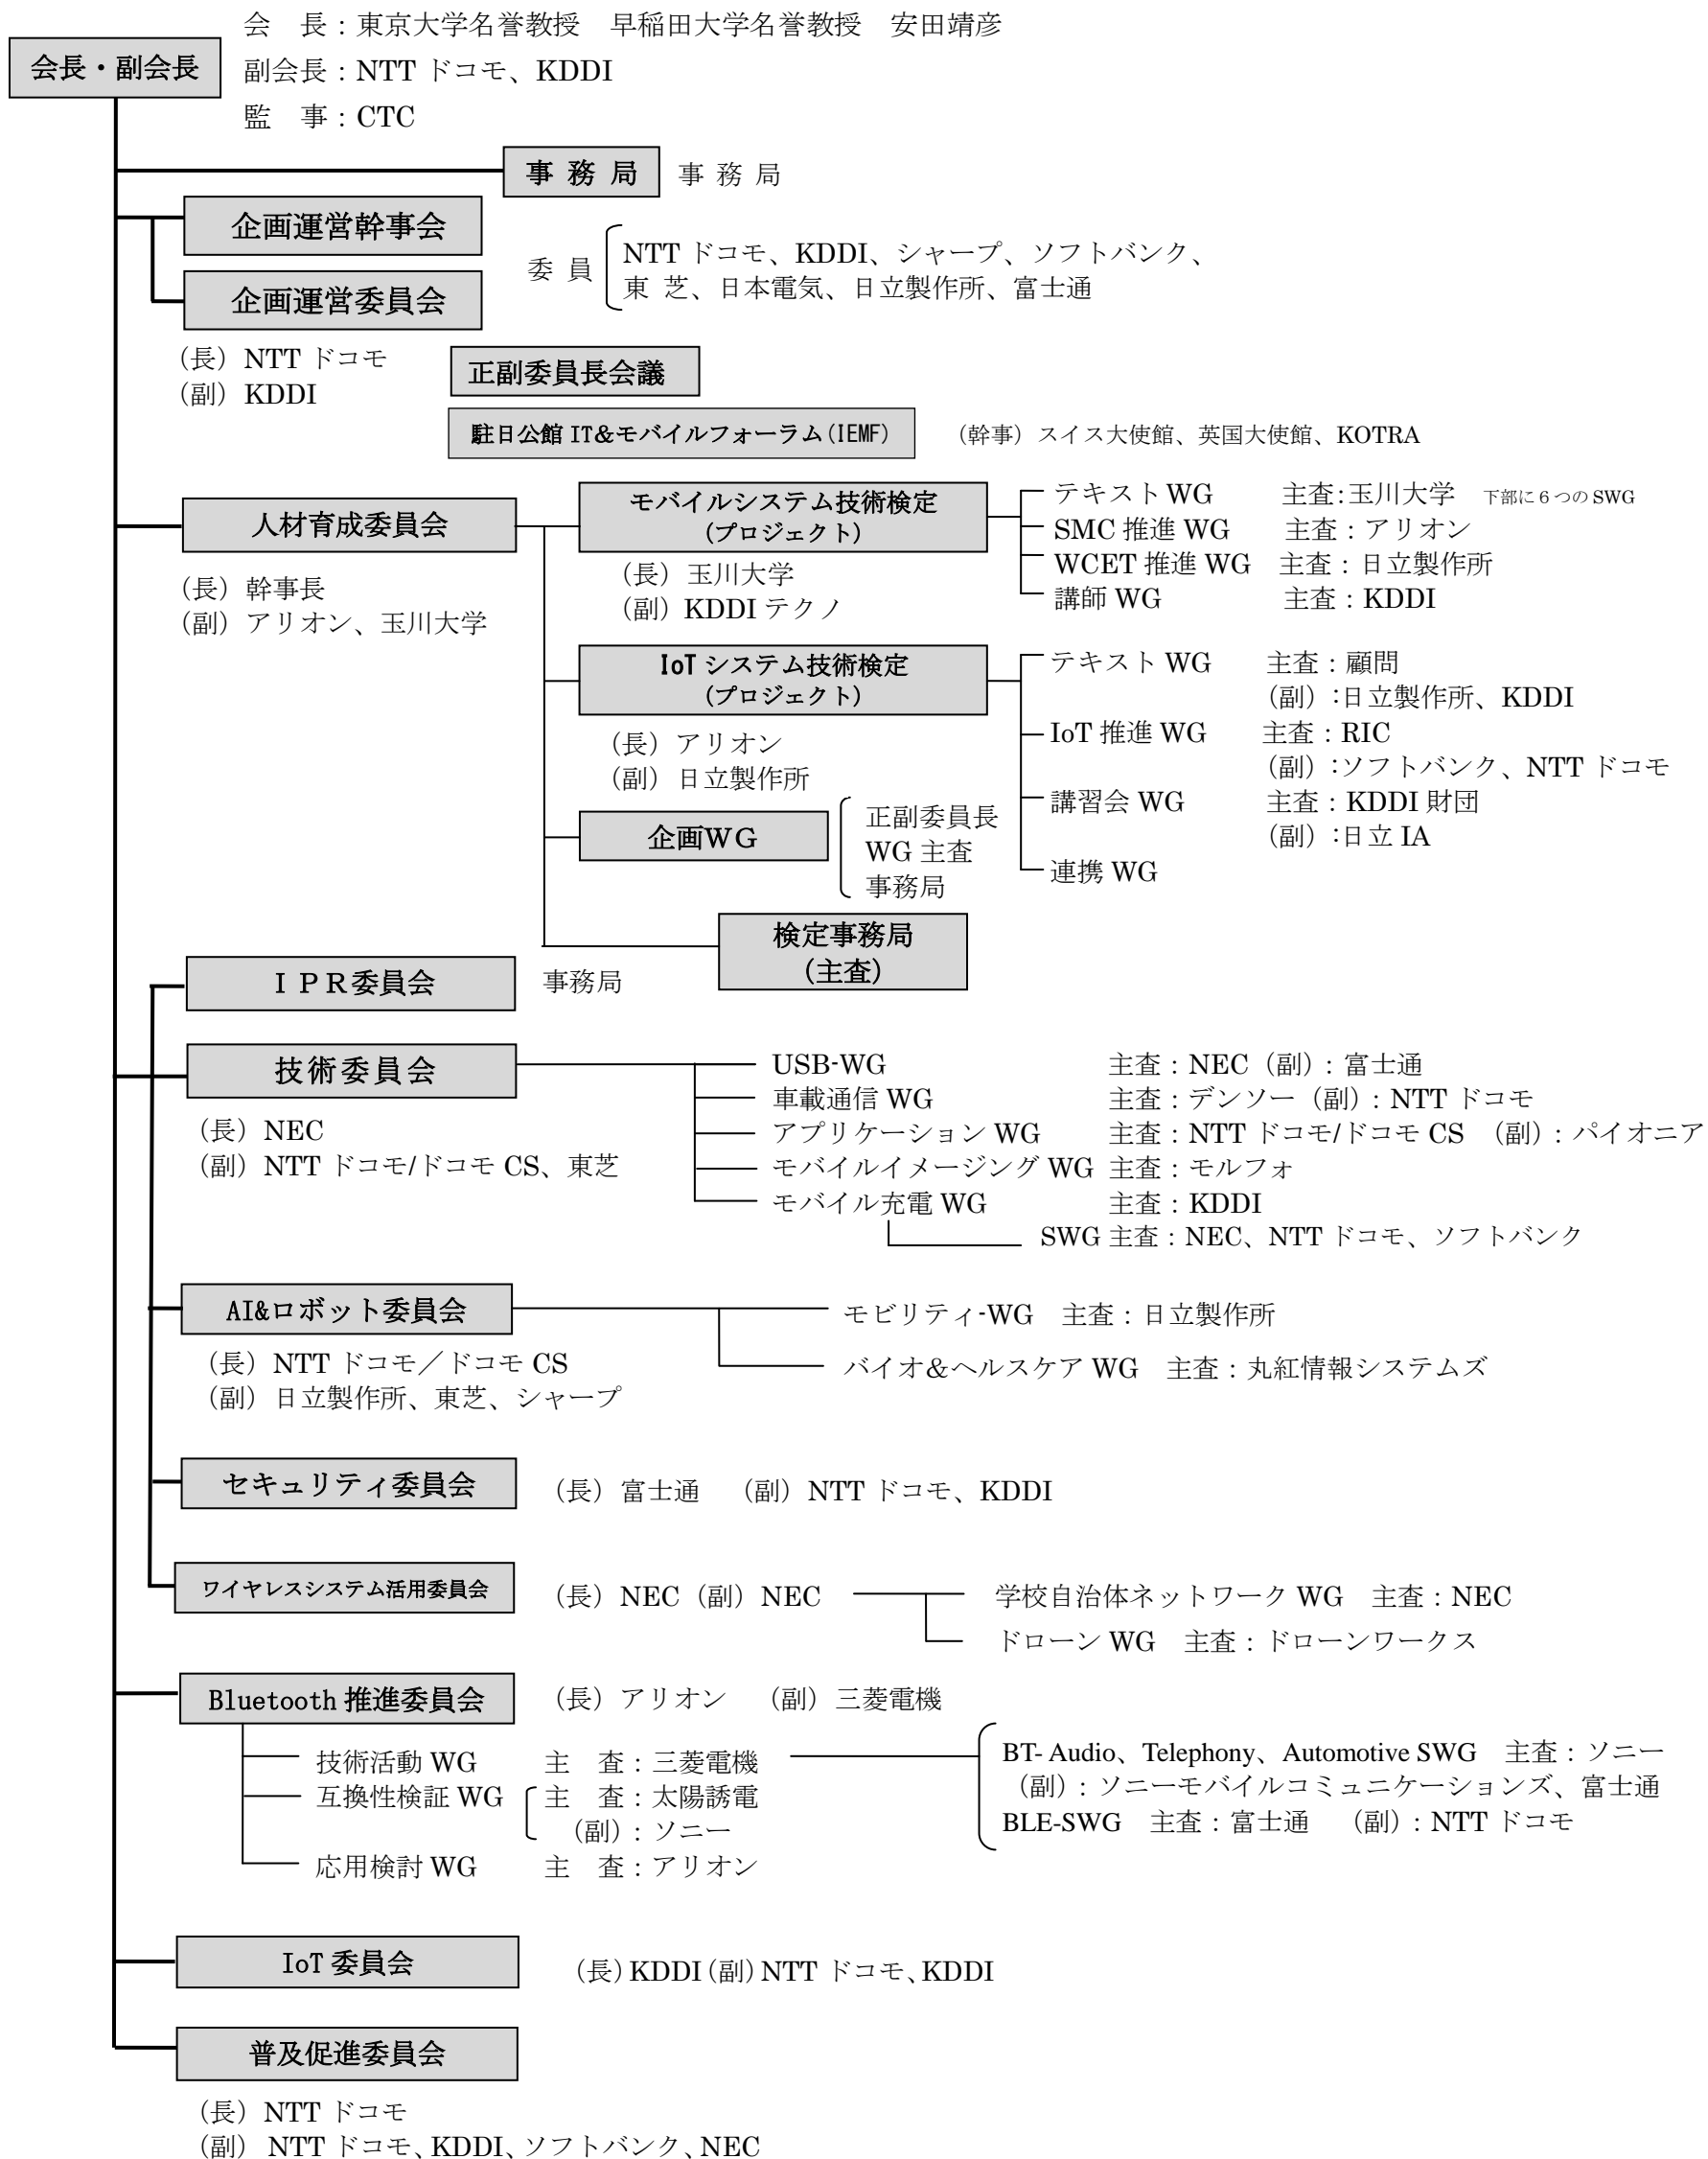 会　長：東京大学名誉教授　早稲田大学名誉教授　安田靖彦
会長・副会長
副会長：NTT ドコモ、KDDI
監　事：CTC
事 務 局　事 務 局
企画運営幹事会
委 員
NTT ドコモ、KDDI、シャープ、ソフトバンク、
東 芝、日本電気、日立製作所、富士通
企画運営委員会
（長）NTT ドコモ
（副）KDDI
正副委員長会議
駐日公館 IT&モバイルフォーラム(IEMF)　（幹事）スイス大使館、英国大使館、KOTRA
人材育成委員会
（長）幹事長
（副）アリオン、玉川大学
モバイルシステム技術検定
(プロジェクト)
（長）玉川大学
（副）KDDI テクノ
テキスト WG　主査：玉川大学　下部に６つの SWG
SMC 推進 WG　主査：アリオン
WCET 推進 WG　主査：日立製作所
講師 WG　主査：KDDI
IoT システム技術検定
(プロジェクト)
（長）アリオン
（副）日立製作所
テキスト WG　主査：顧問
（副）：日立製作所、KDDI
IoT 推進 WG　主査：RIC
（副）：ソフトバンク、NTT ドコモ
講習会 WG　主査：KDDI 財団
（副）：日立 IA
連携 WG
企画ＷＧ
正副委員長
WG 主査
事務局
検定事務局
(主査)
ＩＰＲ委員会　事務局
技術委員会
（長）NEC
（副）NTT ドコモ/ドコモ CS、東芝
USB-WG　主査：NEC（副）：富士通
車載通信 WG　主査：デンソー（副）：NTT ドコモ
アプリケーション WG　主査：NTT ドコモ/ドコモ CS　（副）：パイオニア
モバイルイメージング WG　主査：モルフォ
モバイル充電 WG　主査：KDDI
SWG 主査：NEC、NTT ドコモ、ソフトバンク
AI&ロボット委員会
（長）NTT ドコモ／ドコモ CS
（副）日立製作所、東芝、シャープ
モビリティ-WG　主査：日立製作所
バイオ&ヘルスケア WG　主査：丸紅情報システムズ
セキュリティ委員会　（長）富士通　（副）NTT ドコモ、KDDI
ワイヤレスシステム活用委員会　（長）NEC（副）NEC
学校自治体ネットワーク WG　主査：NEC
ドローン WG　主査：ドローンワークス
Bluetooth 推進委員会　（長）アリオン　（副）三菱電機
技術活動 WG　主　査：三菱電機
互換性検証 WG　主　査：太陽誘電
（副）：ソニー
応用検討 WG　主　査：アリオン
BT- Audio、Telephony、Automotive SWG　主査：ソニー
（副）：ソニーモバイルコミュニケーションズ、富士通
BLE-SWG　主査：富士通　（副）：NTT ドコモ
IoT 委員会　（長）KDDI（副）NTT ドコモ、KDDI
普及促進委員会
（長）NTT ドコモ
（副） NTT ドコモ、KDDI、ソフトバンク、NEC